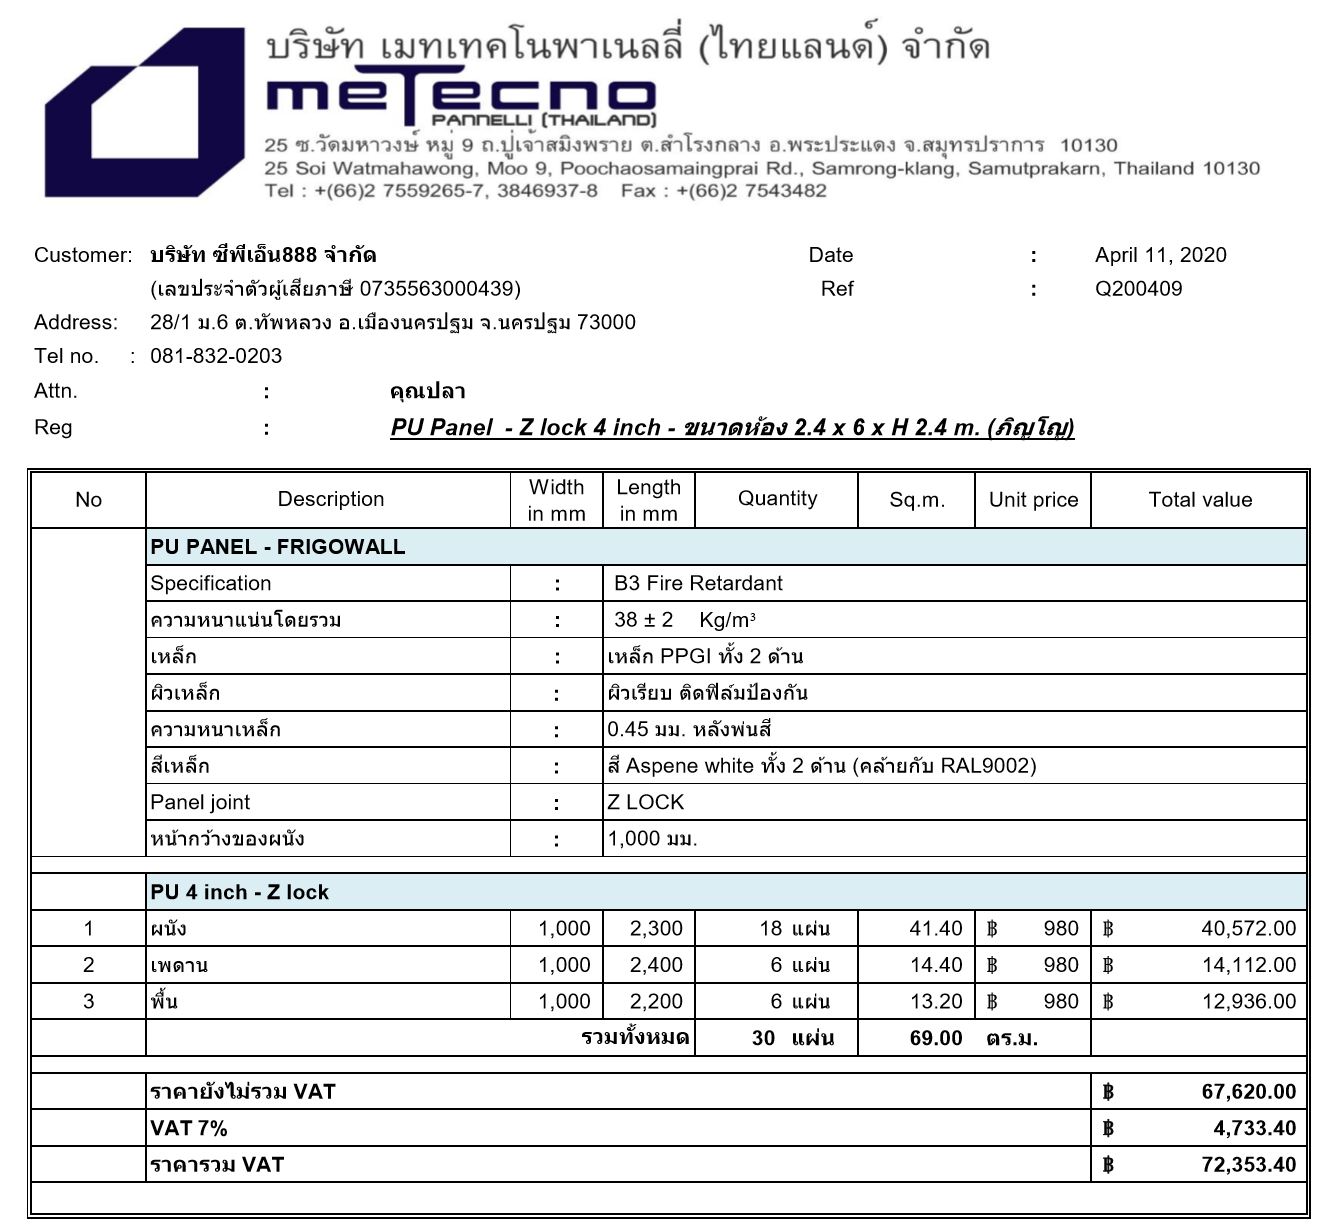 บริษัท เมทเทคโนพาเนลลี่ (ไทยแลนด์) จำกัด
meTecno
PANNELLI (THAILAND)
25 ซ.วัดมหาวงษ์ หมู่ 9 ถ.ปู่เจ้าสมิงพราย ต.สำโรงกลาง อ.พระประแดง จ.สมุทรปราการ 10130
25 Soi Watmahawong, Moo 9, Poochaosamaingprai Rd., Samrong-klang, Samutprakarn, Thailand 10130
Tel : +(66)2 7559265-7, 3846937-8 Fax : +(66)2 7543482
Customer: บริษัท ซีพีเอ็น888 จำกัด Date : April 11, 2020
(เลขประจำตัวผู้เสียภาษี 0735563000439) Ref : Q200409
Address: 28/1 ม.6 ต.ทัพหลวง อ.เมืองนครปฐม จ.นครปฐม 73000
Tel no. : 081-832-0203
Attn. : คุณปลา
Reg : PU Panel - Z lock 4 inch - ขนาดห้อง 2.4 x 6 x H 2.4 m. (ภิญโญ)
No Description Width in mm Length in mm Quantity Sq.m. Unit price Total value
PU PANEL - FRIGOWALL
Specification : B3 Fire Retardant
ความหนาแน่นโดยรวม : 38 ± 2 Kg/m³
เหล็ก : เหล็ก PPGI ทั้ง 2 ด้าน
ผิวเหล็ก : ผิวเรียบ ติดฟิล์มป้องกัน
ความหนาเหล็ก : 0.45 มม. หลังพ่นสี
สีเหล็ก : สี Aspene white ทั้ง 2 ด้าน (คล้ายกับ RAL9002)
Panel joint : Z LOCK
หน้ากว้างของผนัง : 1,000 มม.
PU 4 inch - Z lock
1 ผนัง 1,000 2,300 18 แผ่น 41.40 ฿ 980 ฿ 40,572.00
2 เพดาน 1,000 2,400 6 แผ่น 14.40 ฿ 980 ฿ 14,112.00
3 พื้น 1,000 2,200 6 แผ่น 13.20 ฿ 980 ฿ 12,936.00
รวมทั้งหมด 30 แผ่น 69.00 ตร.ม.
ราคายังไม่รวม VAT ฿ 67,620.00
VAT 7% ฿ 4,733.40
ราคารวม VAT ฿ 72,353.40